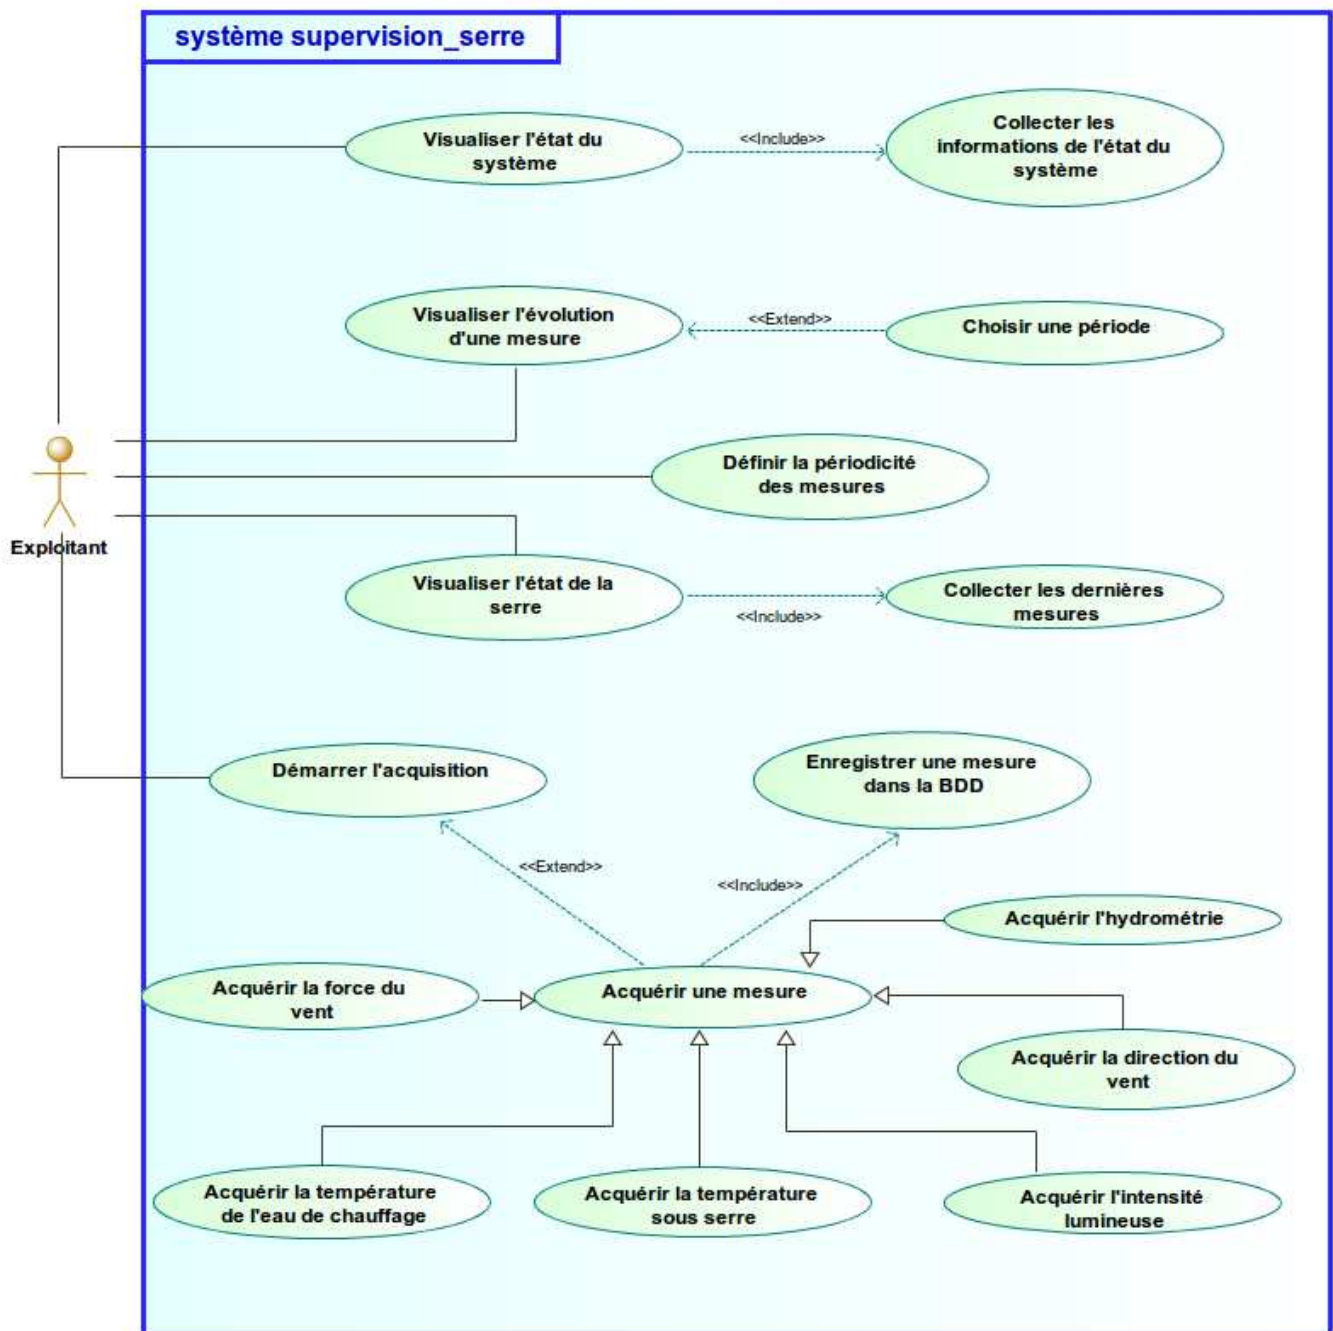 système supervision_serre
Visualiser l'état du
système
<<Include>>
Collecter les
informations de l'état du
système
Visualiser l'évolution
d'une mesure
<<Extend>>
Choisir une période
Définir la périodicité
des mesures
Exploitant
Visualiser l'état de la
serre
<<Include>>
Collecter les dernières
mesures
Démarrer l'acquisition
Enregistrer une mesure
dans la BDD
<<Extend>>
<<Include>>
Acquérir l'hydrométrie
Acquérir la force du
vent
Acquérir une mesure
Acquérir la direction du
vent
Acquérir la température
de l'eau de chauffage
Acquérir la température
sous serre
Acquérir l'intensité
lumineuse